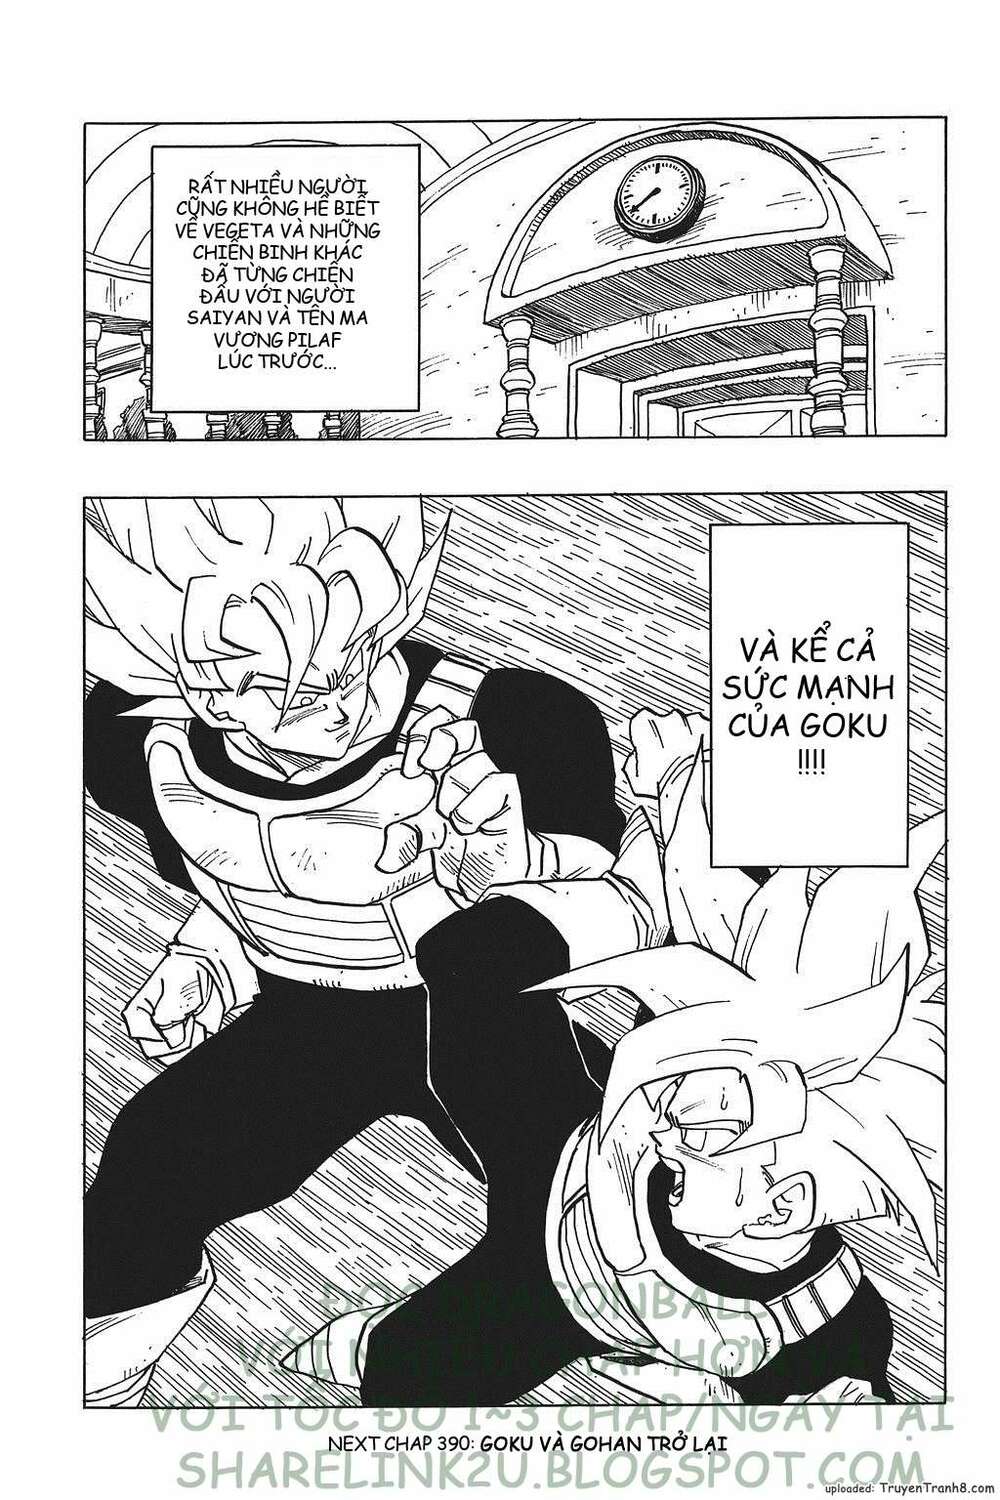 RẤT NHIỀU NGƯỜI
CŨNG KHÔNG HỀ BIẾT
VỀ VEGETA VÀ NHỮNG
CHIẾN BINH KHÁC
ĐÃ TỪNG CHIẾN
ĐẤU VỚI NGƯỜI
SAIYAN VÀ TÊN MA
VƯƠNG PILAF
LÚC TRƯỚC...
VÀ KỂ CẢ
SỨC MẠNH
CỦA GOKU
!!!!
ĐỌC DRAGONBALL
VỚI
VỚI TỐC ĐỘ 1~3 CHAP/NGÀY TẠI
NEXT CHAP 390: GOKU VÀ GOHAN TRỞ LẠI
SHARELINK2U.BLOGSPOT.COM
uploaded: TruyenTranh8.com